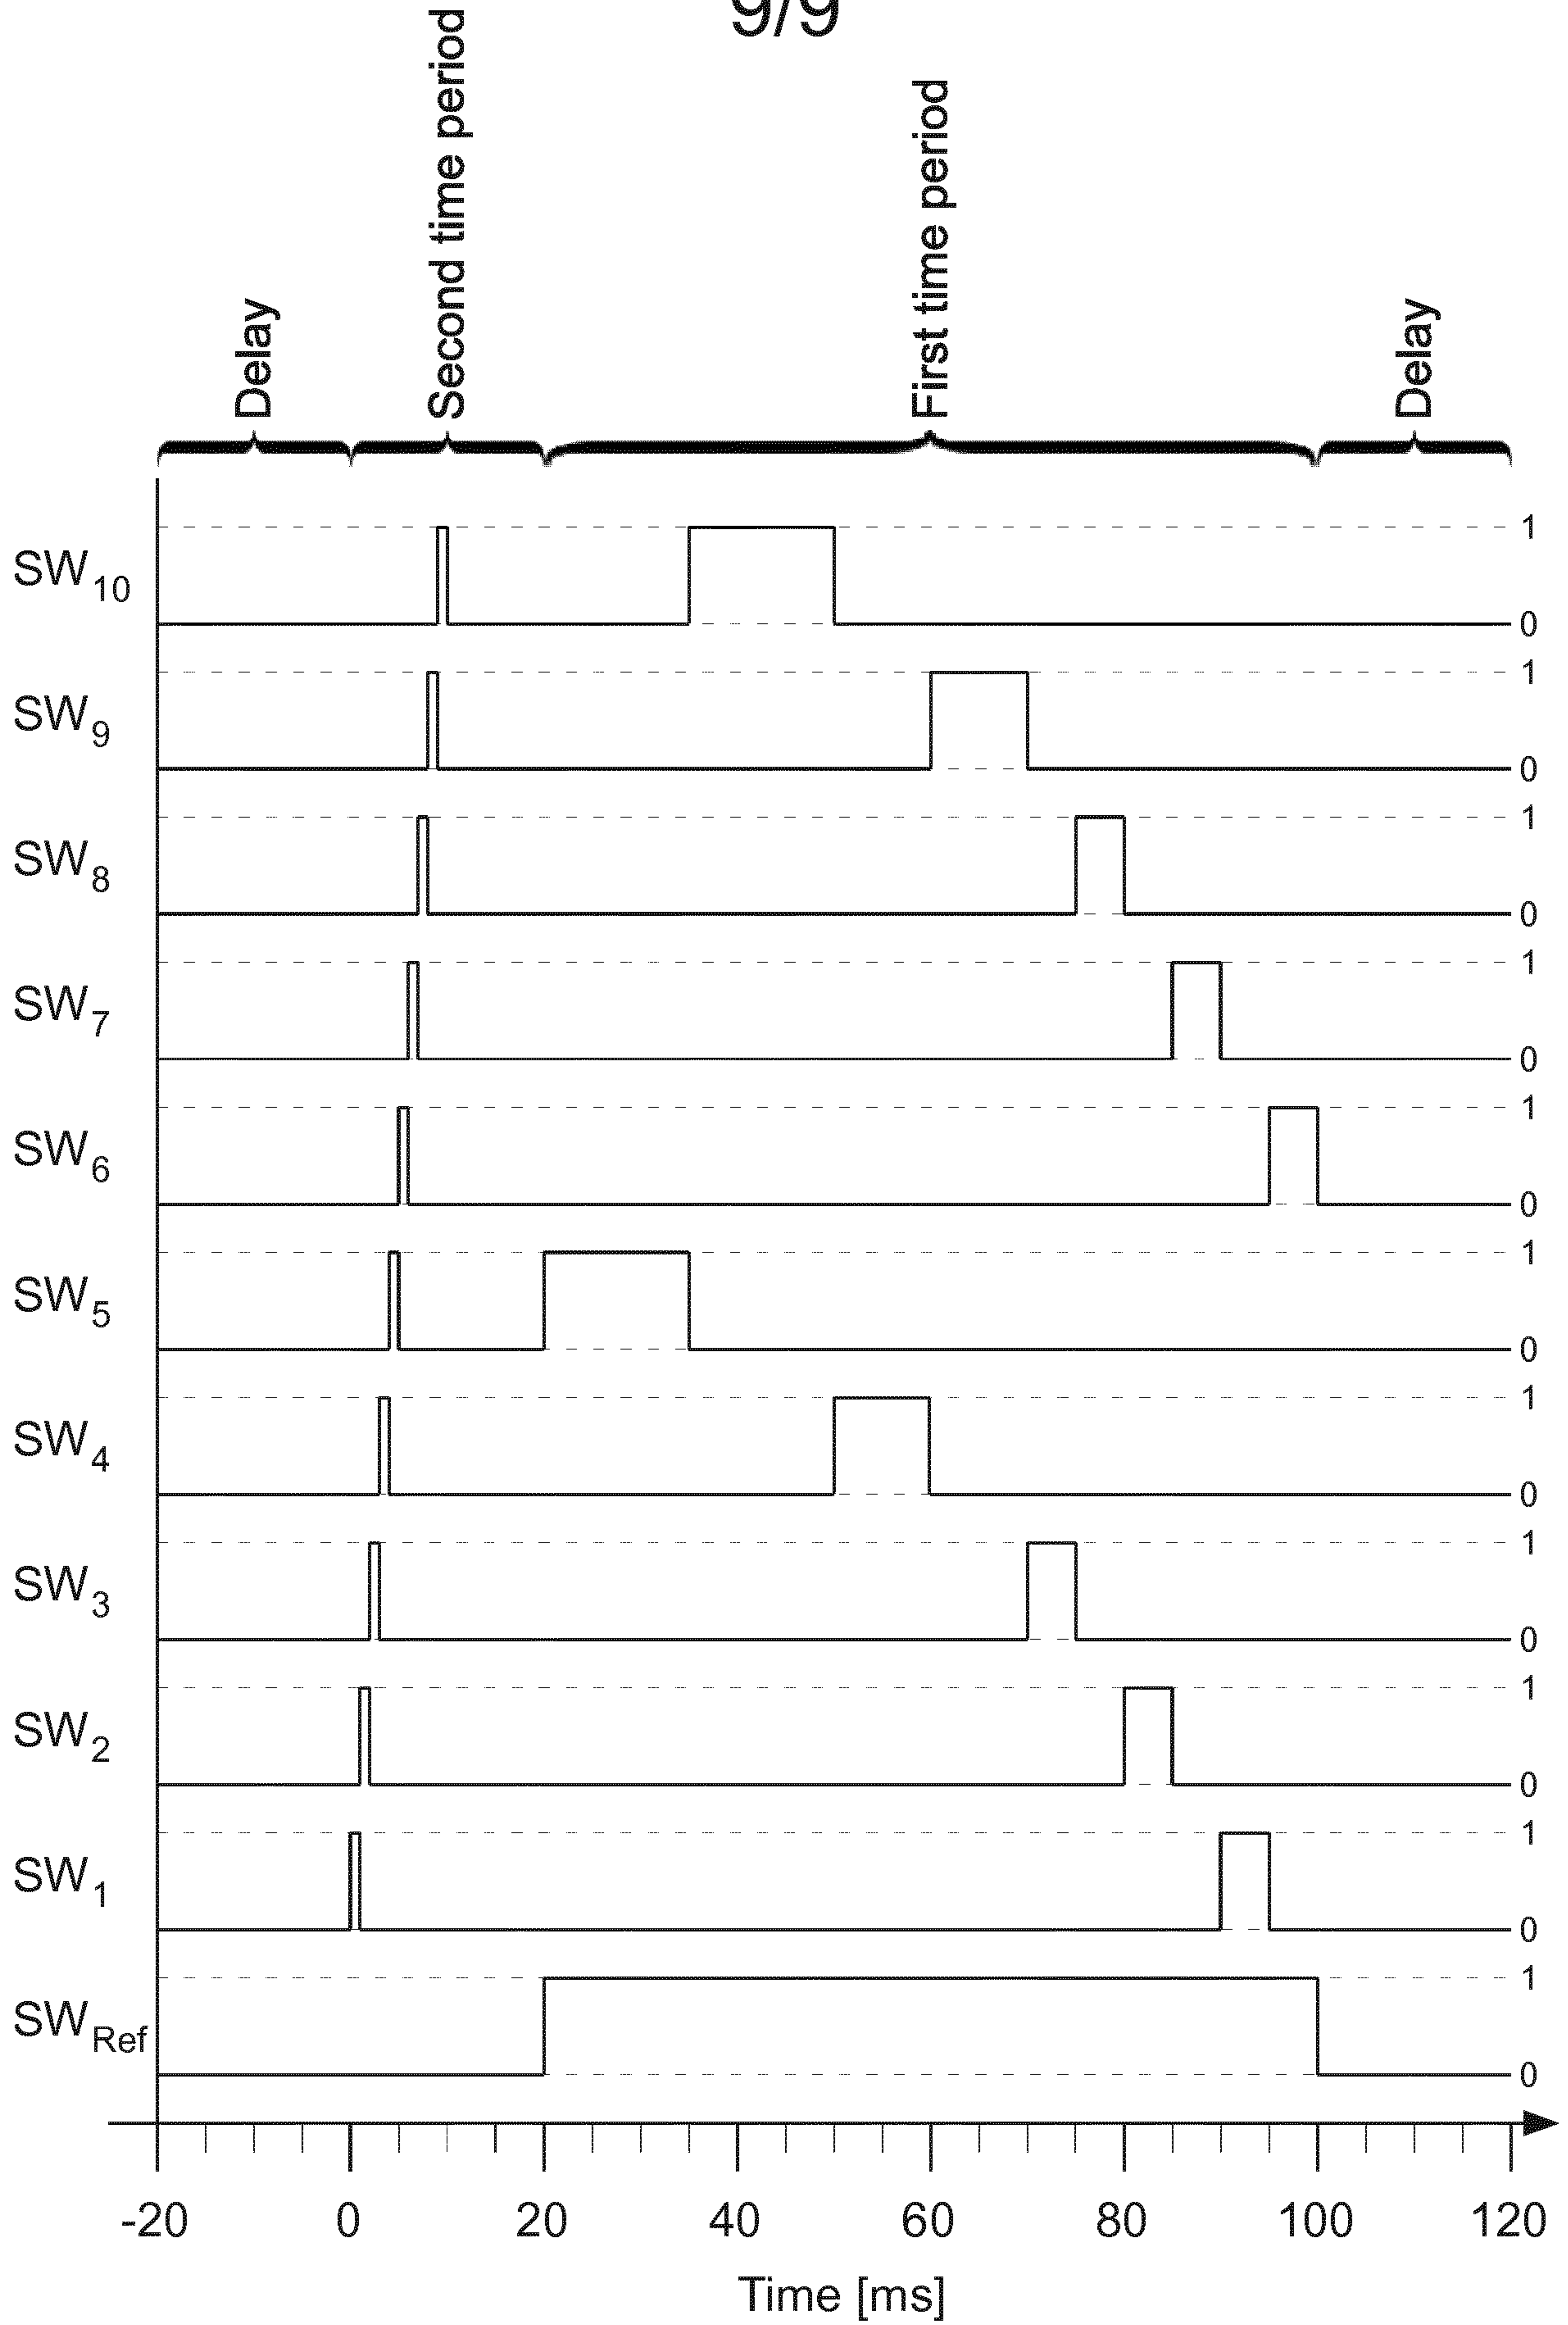 9/9
Delay
Second time period
First time period
Delay
SW10
1
0
SW9
1
0
SW8
1
0
SW7
1
0
SW6
1
0
SW5
1
0
SW4
1
0
SW3
1
0
SW2
1
0
SW1
1
0
SWRef
1
0
-20 0 20 40 60 80 100 120
Time [ms]